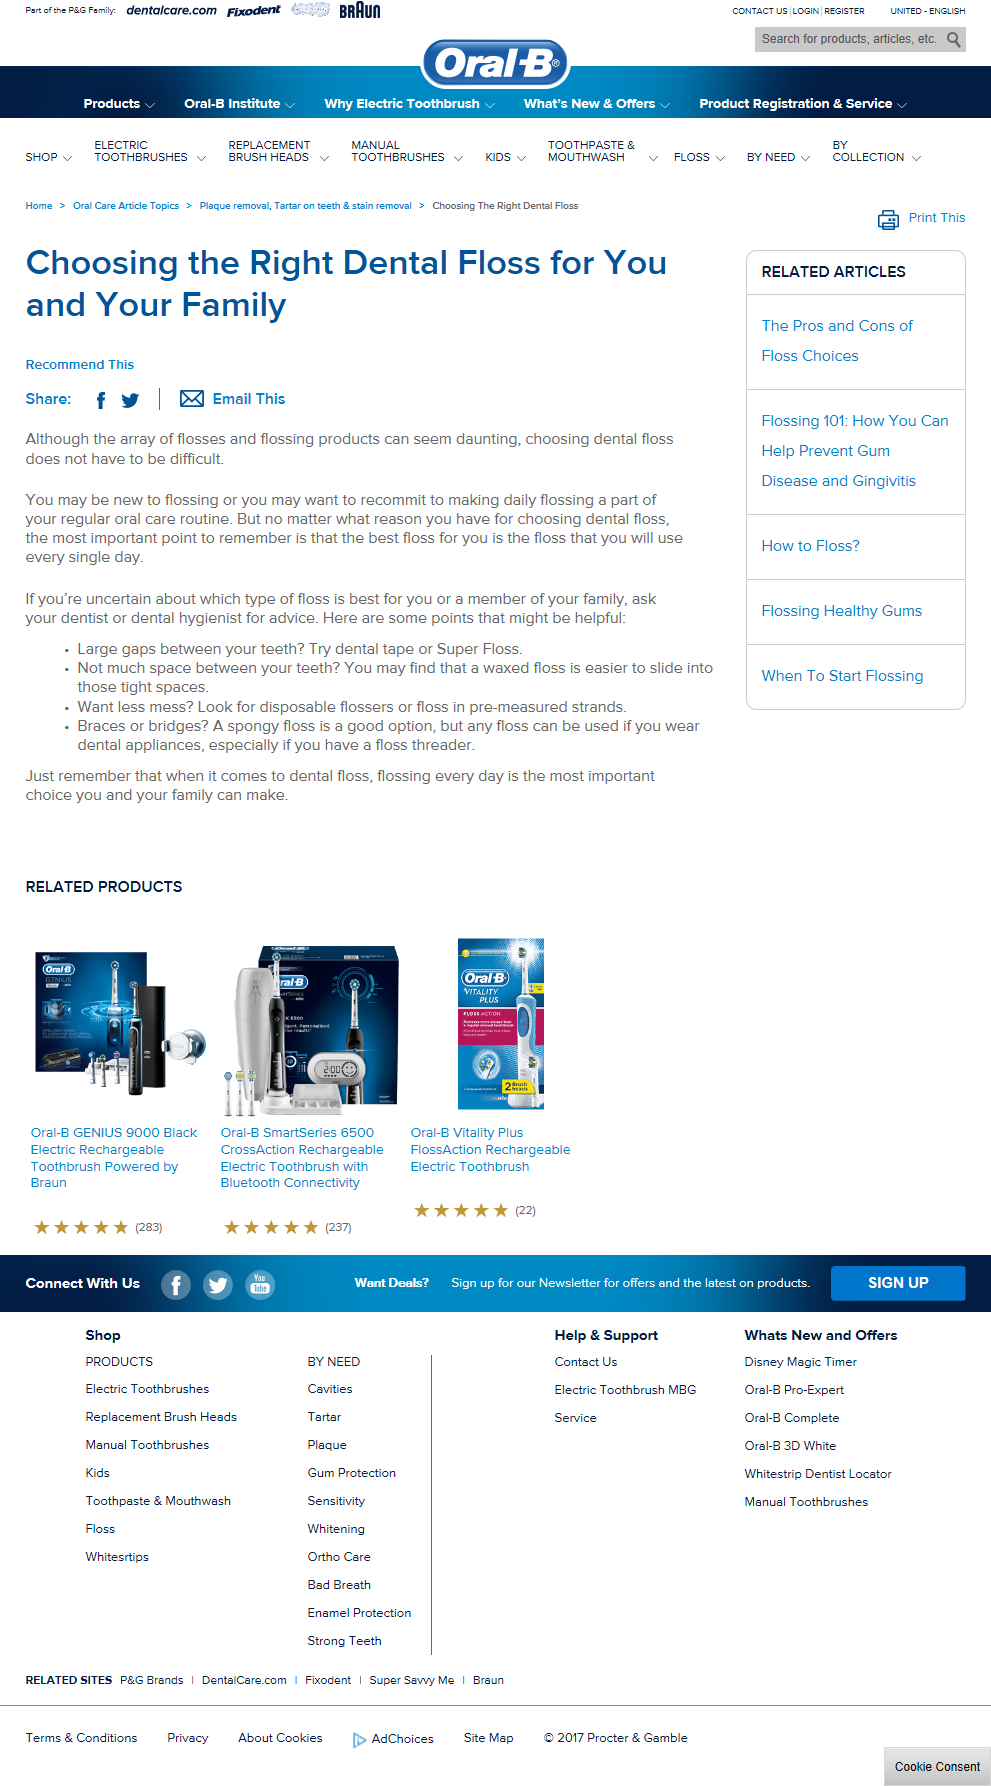 Part of the P&G Family: dentalcare.com Fixodent BRAUN
CONTACT US | LOGIN | REGISTER UNITED - ENGLISH
Search for products, articles, etc.
Oral-B®
Products Oral-B Institute Why Electric Toothbrush What's New & Offers Product Registration & Service
SHOP ELECTRIC TOOTHBRUSHES REPLACEMENT BRUSH HEADS MANUAL TOOTHBRUSHES KIDS TOOTHPASTE & MOUTHWASH FLOSS BY NEED BY COLLECTION
Home > Oral Care Article Topics > Plaque removal, Tartar on teeth & stain removal > Choosing The Right Dental Floss
Print This
Choosing the Right Dental Floss for You
and Your Family
Recommend This
Share: Email This
Although the array of flosses and flossing products can seem daunting, choosing dental floss
does not have to be difficult.
You may be new to flossing or you may want to recommit to making daily flossing a part of
your regular oral care routine. But no matter what reason you have for choosing dental floss,
the most important point to remember is that the best floss for you is the floss that you will use
every single day.
If you're uncertain about which type of floss is best for you or a member of your family, ask
your dentist or dental hygienist for advice. Here are some points that might be helpful:
• Large gaps between your teeth? Try dental tape or Super Floss.
• Not much space between your teeth? You may find that a waxed floss is easier to slide into
those tight spaces.
• Want less mess? Look for disposable flossers or floss in pre-measured strands.
• Braces or bridges? A spongy floss is a good option, but any floss can be used if you wear
dental appliances, especially if you have a floss threader.
Just remember that when it comes to dental floss, flossing every day is the most important
choice you and your family can make.
RELATED ARTICLES
The Pros and Cons of
Floss Choices
Flossing 101: How You Can
Help Prevent Gum
Disease and Gingivitis
How to Floss?
Flossing Healthy Gums
When To Start Flossing
RELATED PRODUCTS
Oral-B
GENIUS
Oral-B
VITALITY
PLUS
FLOSS ACTION
2 Brush
heads
2:00
Oral-B GENIUS 9000 Black
Electric Rechargeable
Toothbrush Powered by
Braun
(283)
Oral-B SmartSeries 6500
CrossAction Rechargeable
Electric Toothbrush with
Bluetooth Connectivity
(237)
Oral-B Vitality Plus
FlossAction Rechargeable
Electric Toothbrush
(22)
Connect With Us You Tube Want Deals? Sign up for our Newsletter for offers and the latest on products. SIGN UP
Shop
PRODUCTS
Electric Toothbrushes
Replacement Brush Heads
Manual Toothbrushes
Kids
Toothpaste & Mouthwash
Floss
Whitesrtips
BY NEED
Cavities
Tartar
Plaque
Gum Protection
Sensitivity
Whitening
Ortho Care
Bad Breath
Enamel Protection
Strong Teeth
Help & Support
Contact Us
Electric Toothbrush MBG
Service
Whats New and Offers
Disney Magic Timer
Oral-B Pro-Expert
Oral-B Complete
Oral-B 3D White
Whitestrip Dentist Locator
Manual Toothbrushes
RELATED SITES P&G Brands | DentalCare.com | Fixodent | Super Savvy Me | Braun
Terms & Conditions Privacy About Cookies AdChoices Site Map © 2017 Procter & Gamble
Cookie Consent